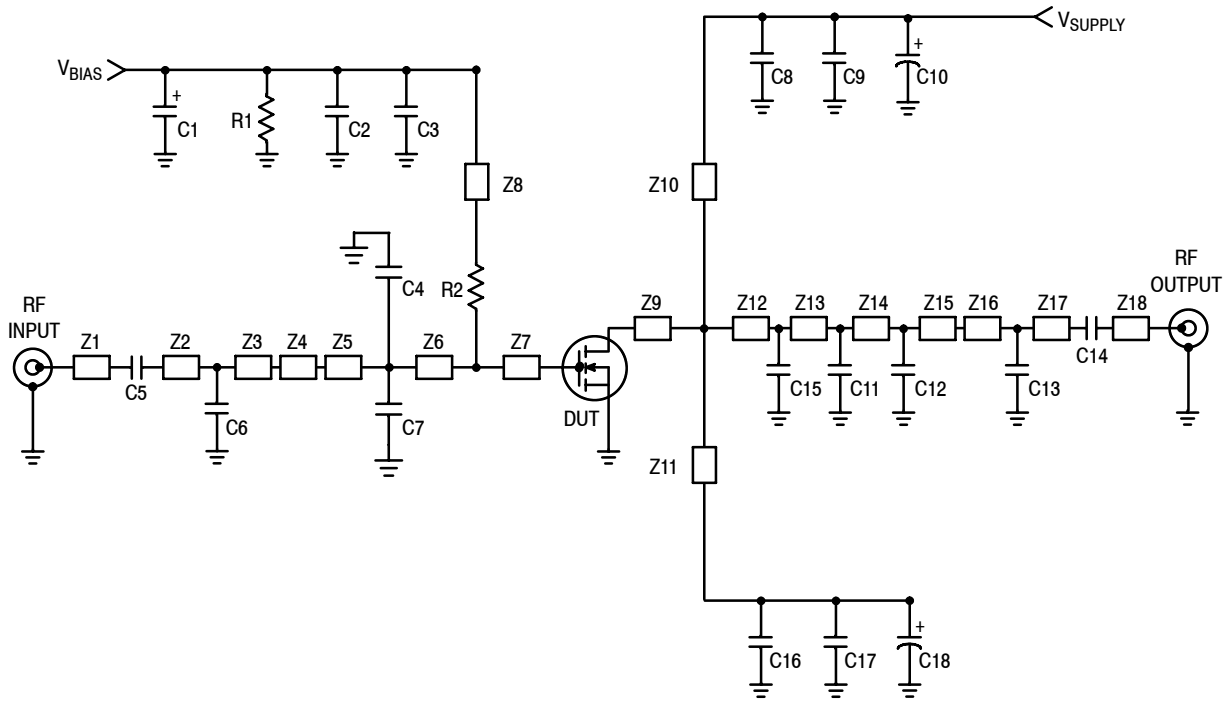 V_SUPPLY
C8
C9
+
C10
V_BIAS
+
C1
R1
C2
C3
Z8
Z10
C4
R2
RF
INPUT
Z1
C5
Z2
C6
Z3
Z4
Z5
C7
Z6
Z7
DUT
Z9
Z12
C15
Z13
C11
Z14
C12
Z15
Z16
C13
Z17
C14
Z18
RF
OUTPUT
Z11
C16
C17
+
C18